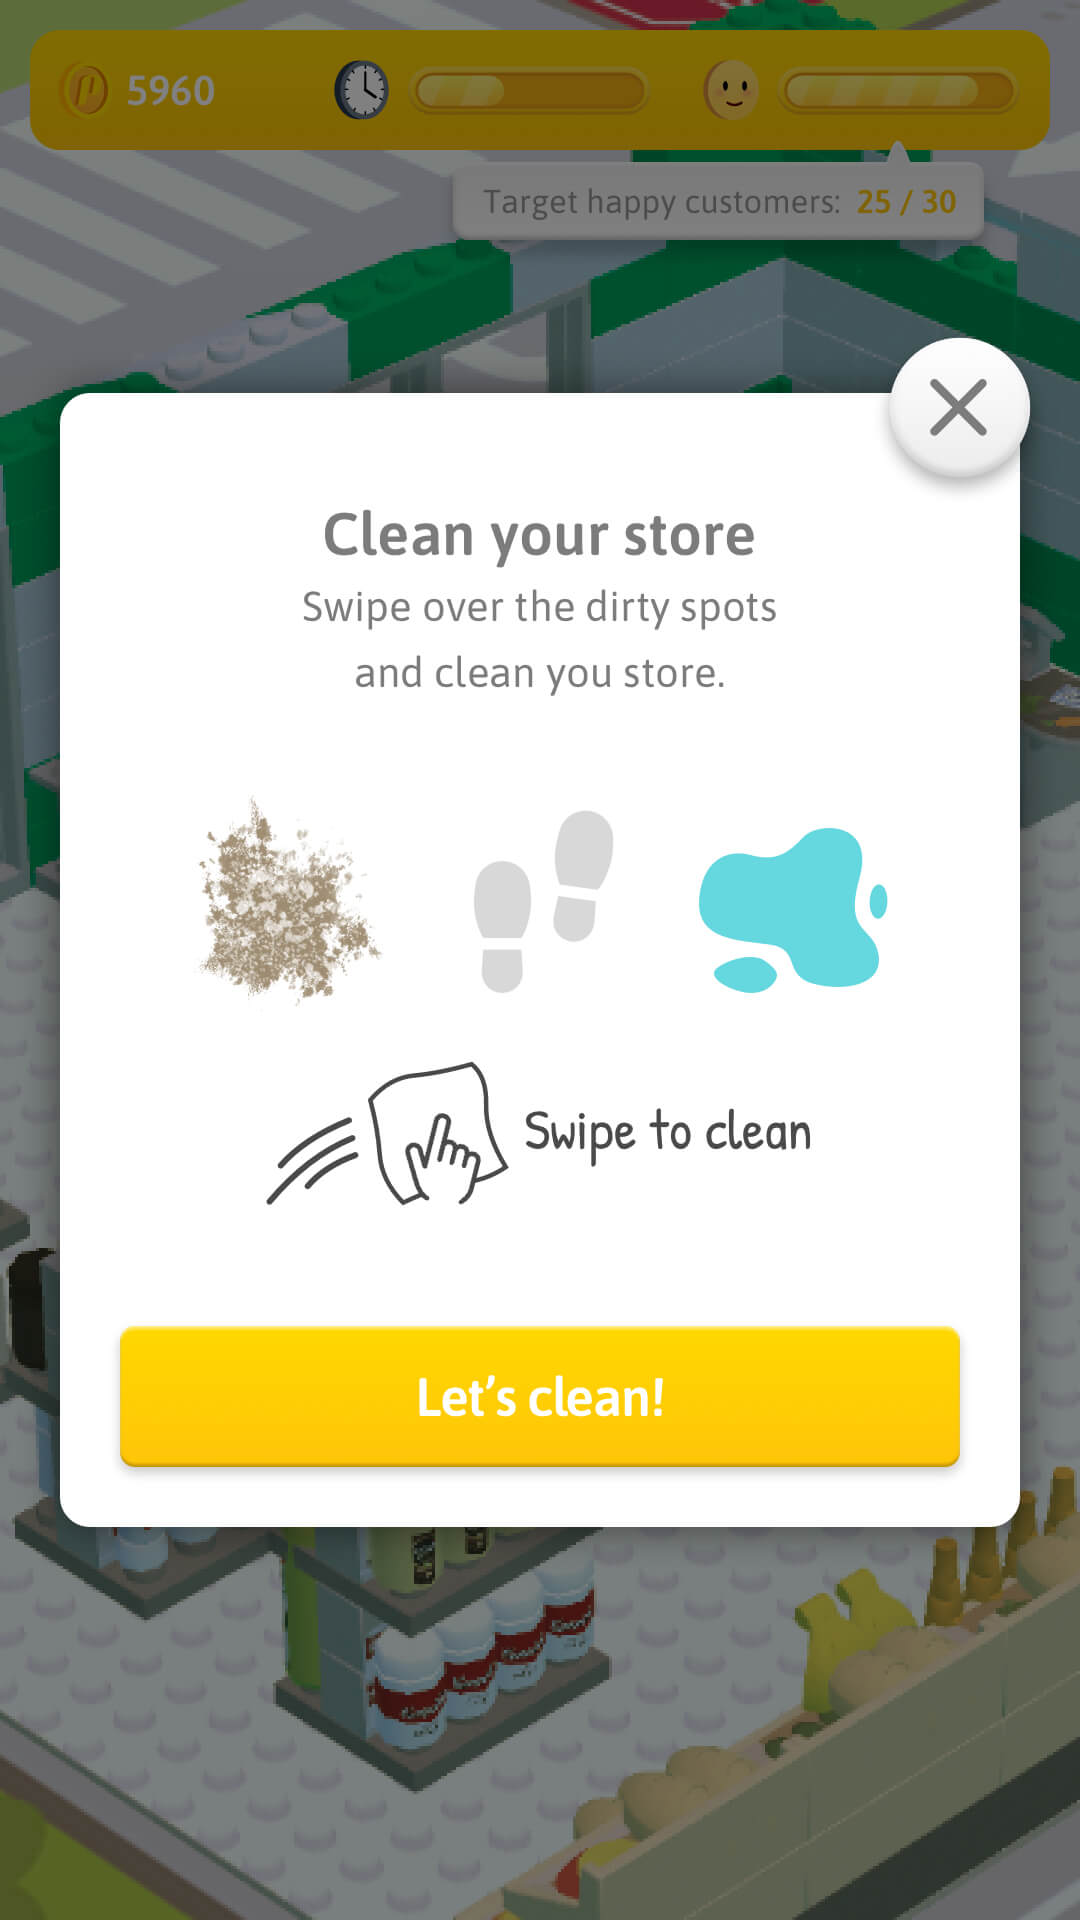 5960
Target happy customers: 25 / 30
Clean your store
Swipe over the dirty spots
and clean you store.
Swipe to clean
Let’s clean!